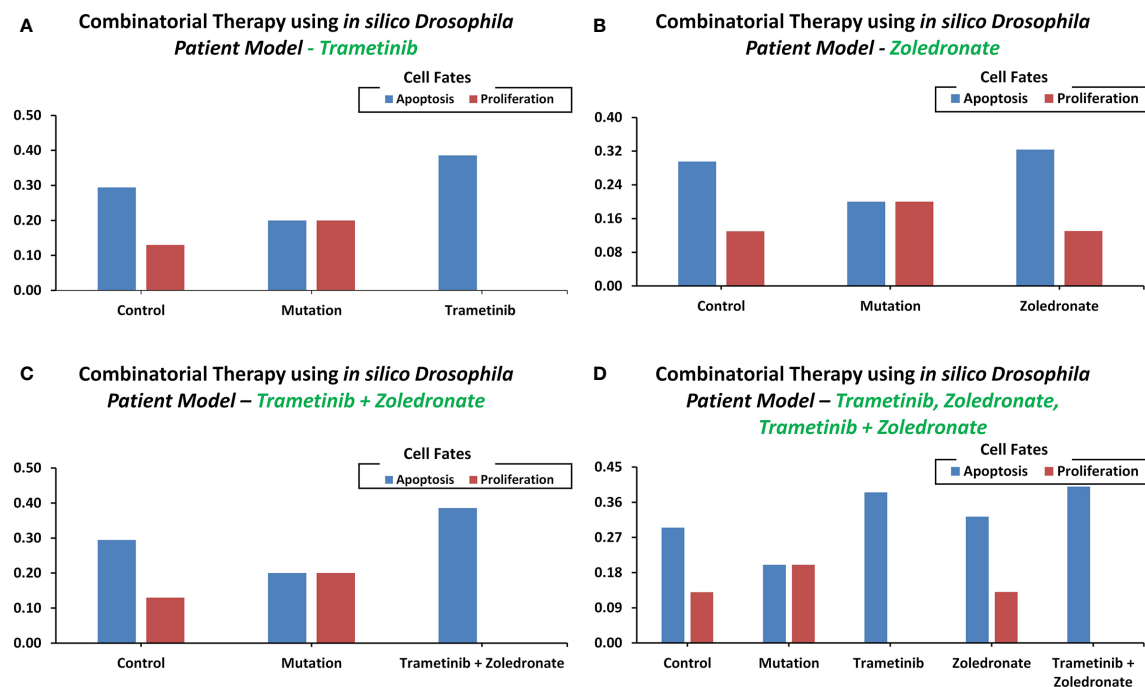 A
Combinatorial Therapy using in silico Drosophila
Patient Model - Trametinib
Cell Fates
Apoptosis Proliferation
0.50
0.40
0.30
0.20
0.10
0.00
Control Mutation Trametinib
B
Combinatorial Therapy using in silico Drosophila
Patient Model - Zoledronate
Cell Fates
Apoptosis Proliferation
0.40
0.32
0.24
0.16
0.08
0.00
Control Mutation Zoledronate
C
Combinatorial Therapy using in silico Drosophila
Patient Model – Trametinib + Zoledronate
Cell Fates
Apoptosis Proliferation
0.50
0.40
0.30
0.20
0.10
0.00
Control Mutation Trametinib + Zoledronate
D
Combinatorial Therapy using in silico Drosophila
Patient Model – Trametinib, Zoledronate,
Trametinib + Zoledronate
Cell Fates
Apoptosis Proliferation
0.45
0.36
0.27
0.18
0.09
0.00
Control Mutation Trametinib Zoledronate Trametinib +
Zoledronate